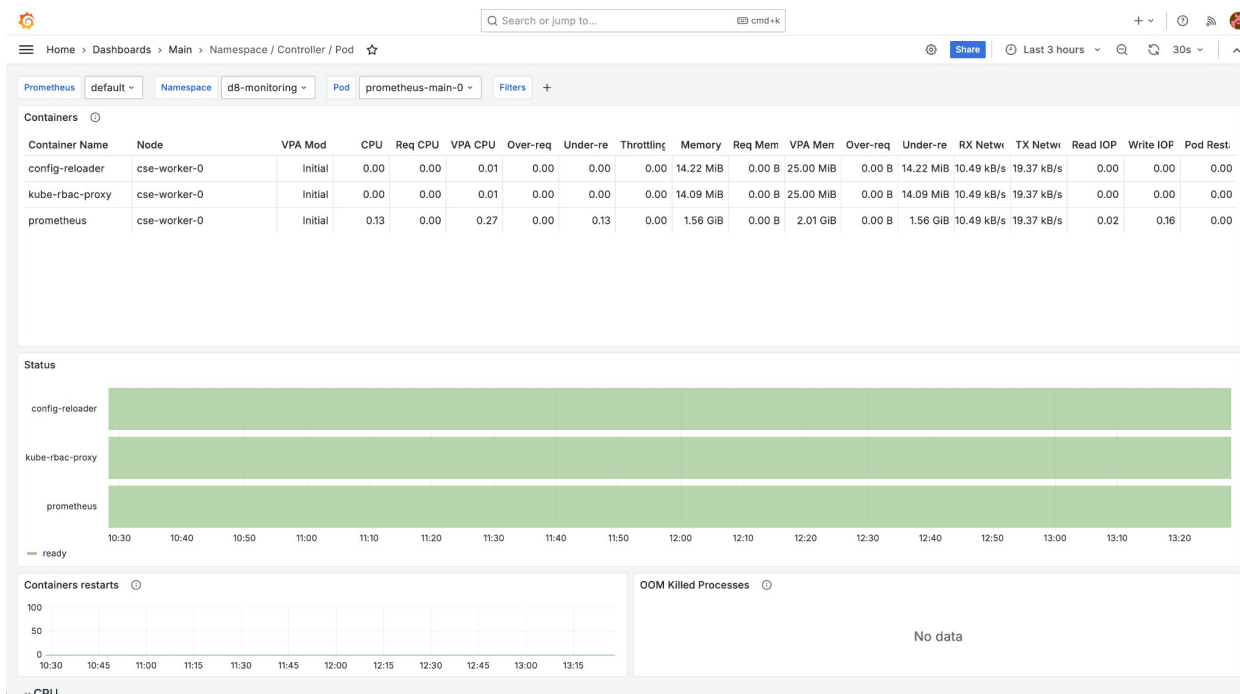 Search or jump to... cmd+k
Home › Dashboards › Main › Namespace / Controller / Pod Share Last 3 hours 30s
Prometheus default Namespace d8-monitoring Pod prometheus-main-0 Filters +
Containers
Container Name Node VPA Mod CPU Req CPU VPA CPU Over-req Under-re Throttling Memory Req Mem VPA Mem Over-req Under-re RX Netwo TX Netwo Read IOP Write IOP Pod Resta
config-reloader cse-worker-0 Initial 0.00 0.00 0.01 0.00 0.00 0.00 14.22 MiB 0.00 B 25.00 MiB 0.00 B 14.22 MiB 10.49 kB/s 19.37 kB/s 0.00 0.00 0.00
kube-rbac-proxy cse-worker-0 Initial 0.00 0.00 0.01 0.00 0.00 0.00 14.09 MiB 0.00 B 25.00 MiB 0.00 B 14.09 MiB 10.49 kB/s 19.37 kB/s 0.00 0.00 0.00
prometheus cse-worker-0 Initial 0.13 0.00 0.27 0.00 0.13 0.00 1.56 GiB 0.00 B 2.01 GiB 0.00 B 1.56 GiB 10.49 kB/s 19.37 kB/s 0.02 0.16 0.00
Status
config-reloader
kube-rbac-proxy
prometheus
10:30 10:40 10:50 11:00 11:10 11:20 11:30 11:40 11:50 12:00 12:10 12:20 12:30 12:40 12:50 13:00 13:10 13:20
ready
Containers restarts
100
50
0
10:30 10:45 11:00 11:15 11:30 11:45 12:00 12:15 12:30 12:45 13:00 13:15
OOM Killed Processes
No data
CPU